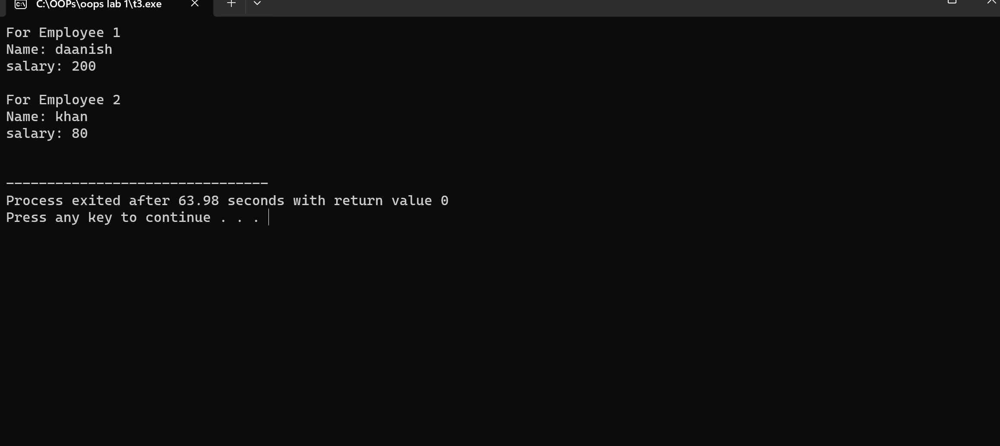 C:\OOPs\oops lab 1\t3.exe
For Employee 1
Name: daanish
salary: 200
For Employee 2
Name: khan
salary: 80
--------------------------------
Process exited after 63.98 seconds with return value 0
Press any key to continue . . .